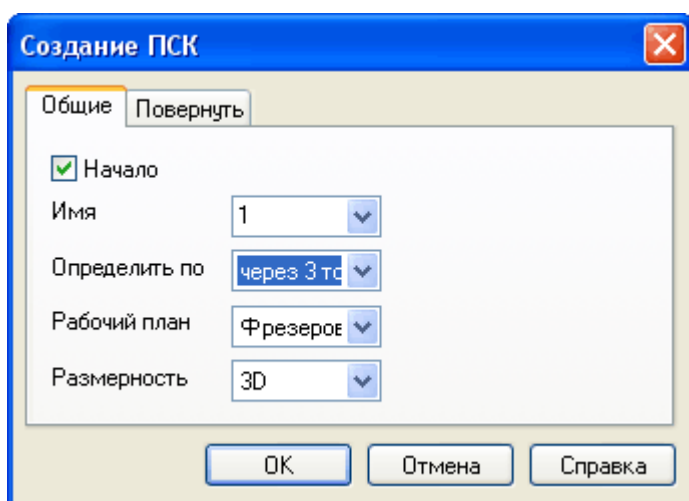 Создание ПСК
Общие Повернуть
Начало
Имя 1
Определить по через 3 то
Рабочий план Фрезеров
Размерность 3D
OK Отмена Справка